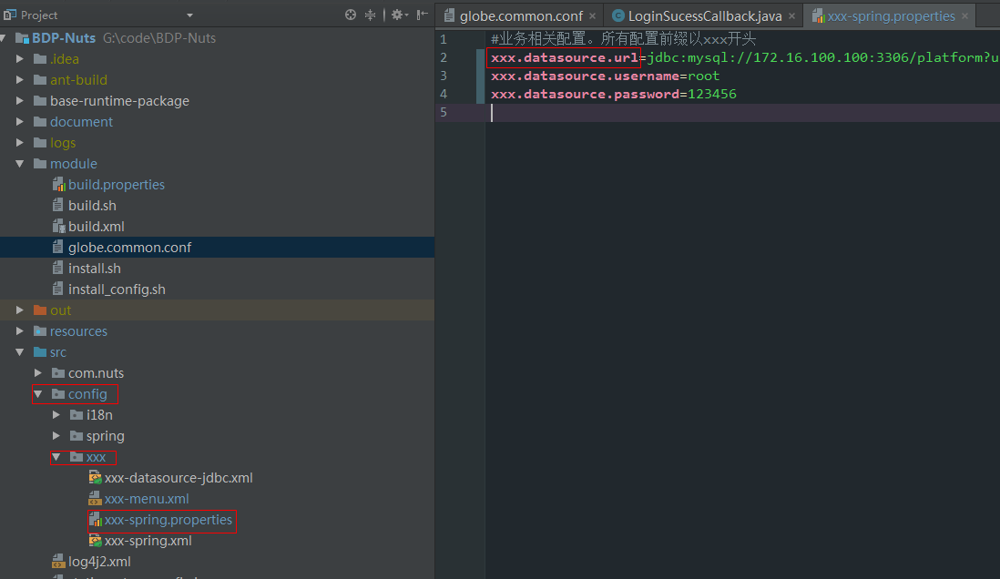 Project
BDP-Nuts G:\code\BDP-Nuts
.idea
ant-build
base-runtime-package
document
logs
module
build.properties
build.sh
build.xml
globe.common.conf
install.sh
install_config.sh
out
resources
src
com.nuts
config
i18n
spring
xxx
xxx-datasource-jdbc.xml
xxx-menu.xml
xxx-spring.properties
xxx-spring.xml
log4j2.xml
globe.common.conf × LoginSucessCallback.java × xxx-spring.properties ×
1 #业务相关配置。所有配置前缀以xxx开头
2 xxx.datasource.url=jdbc:mysql://172.16.100.100:3306/platform?u
3 xxx.datasource.username=root
4 xxx.datasource.password=123456
5